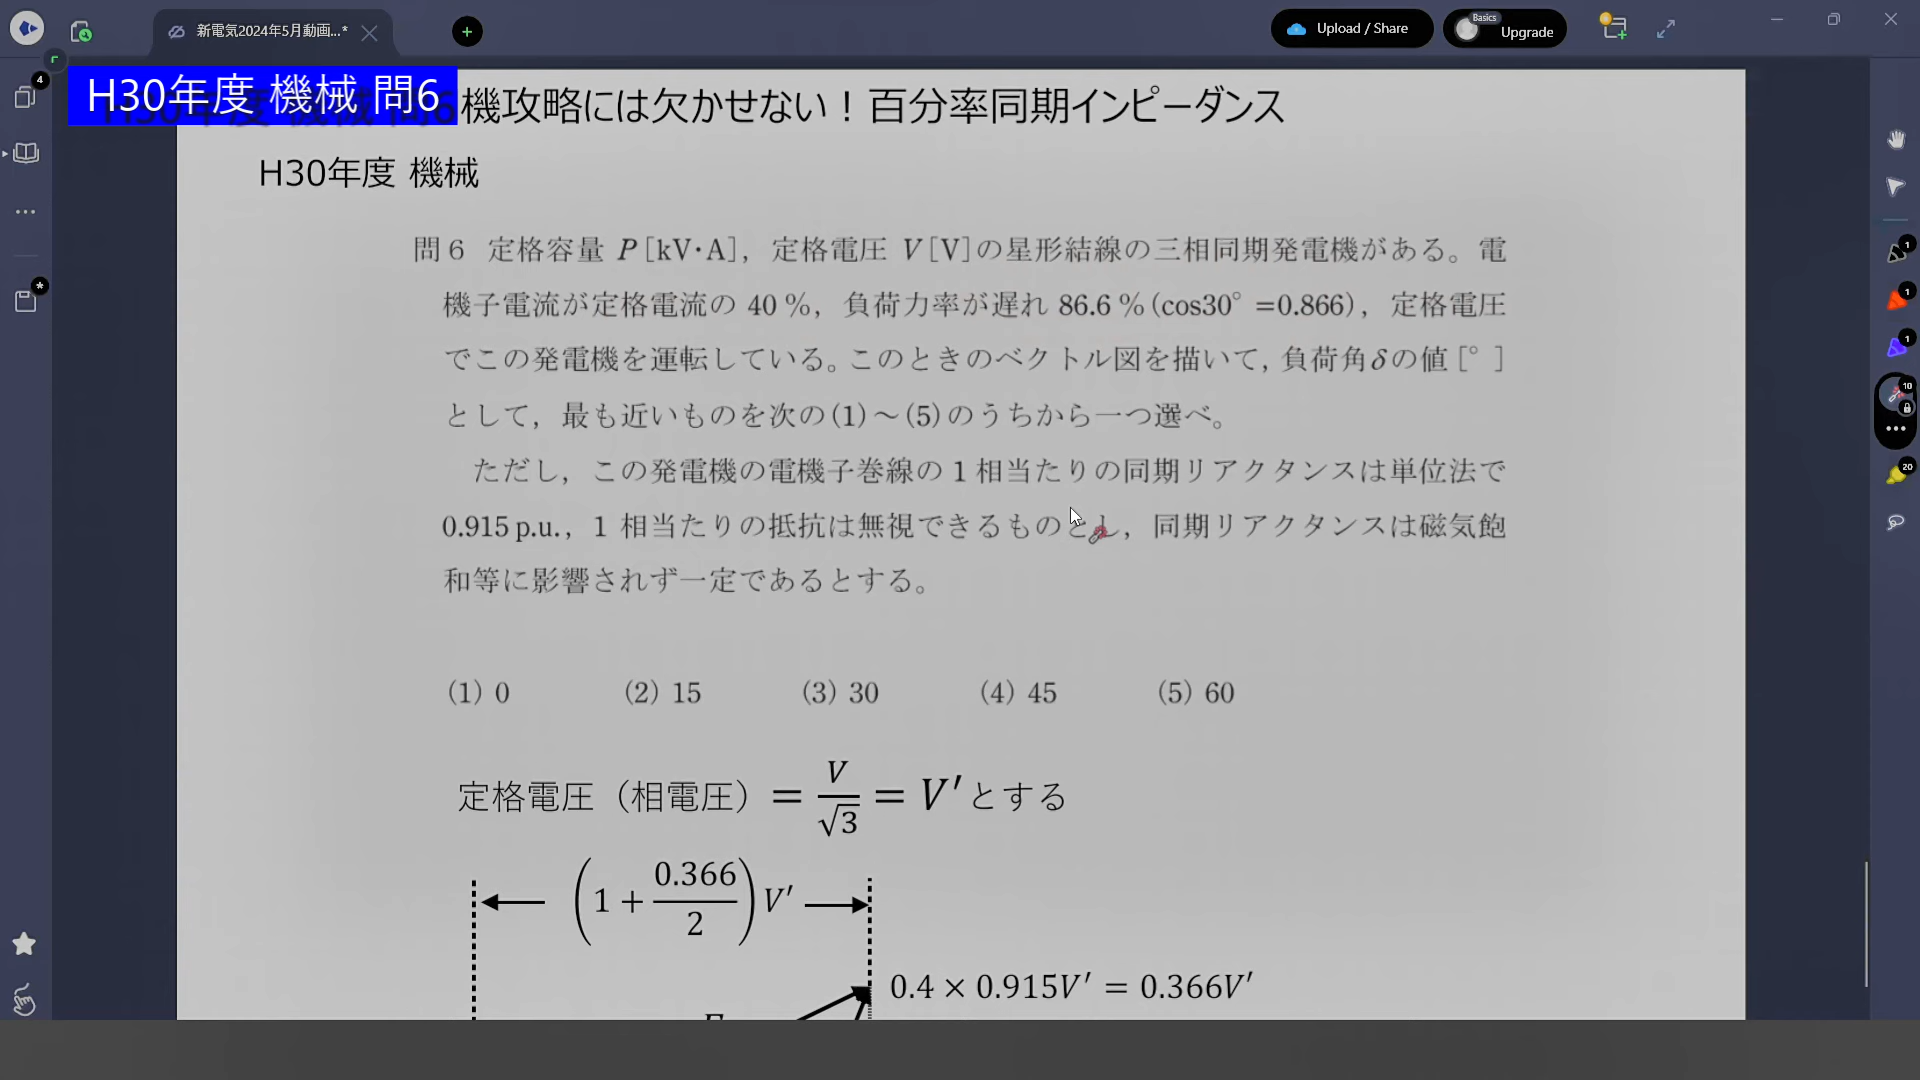 新電気2024年5月動画...*
Upload / Share
Basics
Upgrade
4
H30年度 機械 問6
機攻略には欠かせない！百分率同期インピーダンス
H30年度 機械
問6 定格容量 P[kV･A]，定格電圧 V[V]の星形結線の三相同期発電機がある。電
機子電流が定格電流の 40 %，負荷力率が遅れ 86.6 %(cos30° =0.866)，定格電圧
でこの発電機を運転している。このときのベクトル図を描いて，負荷角δの値[° ]
として，最も近いものを次の(1)～(5)のうちから一つ選べ。
ただし，この発電機の電機子巻線の 1 相当たりの同期リアクタンスは単位法で
0.915 p.u.，1 相当たりの抵抗は無視できるものとし，同期リアクタンスは磁気飽
和等に影響されず一定であるとする。
(1) 0 (2) 15 (3) 30 (4) 45 (5) 60
定格電圧（相電圧）= V/√3 = V′とする
(1 + 0.366/2) V′
0.4 × 0.915V′ = 0.366V′
1
1
1
10
20